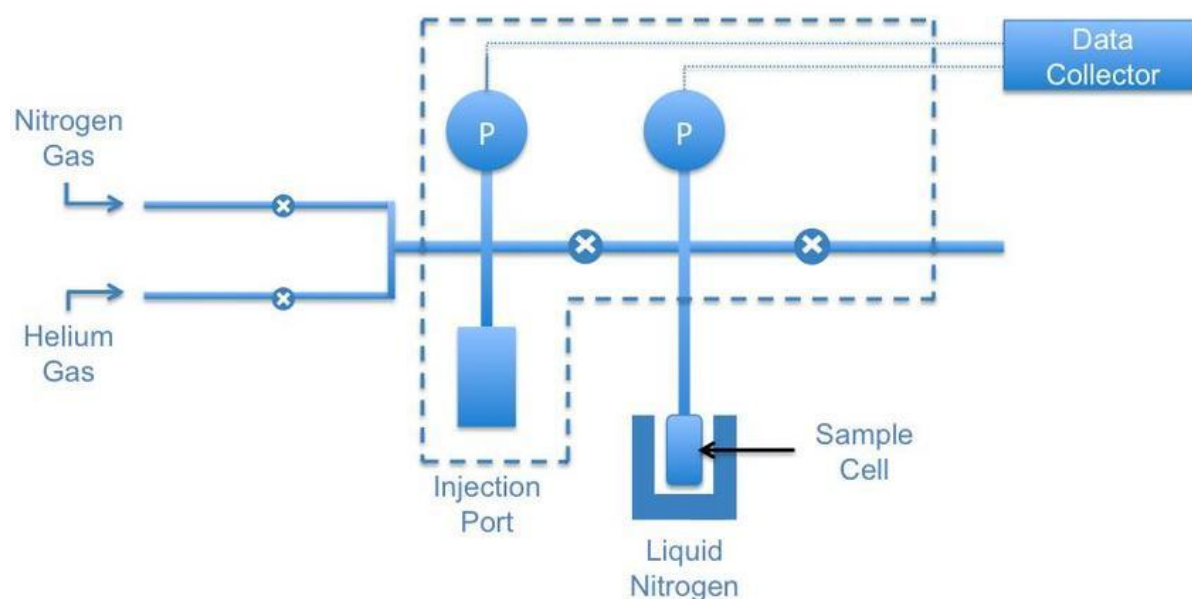 Data
Collector
P
P
Nitrogen
Gas
Helium
Gas
Sample
Cell
Injection
Port
Liquid
Nitrogen